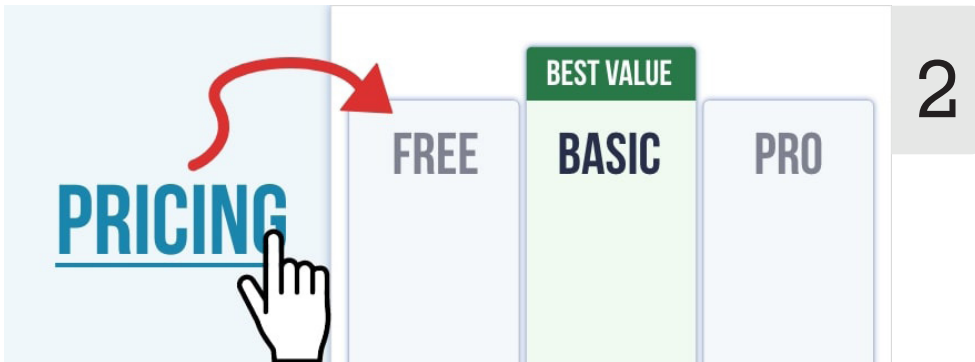 BEST VALUE
FREE
BASIC
PRO
PRICING
2